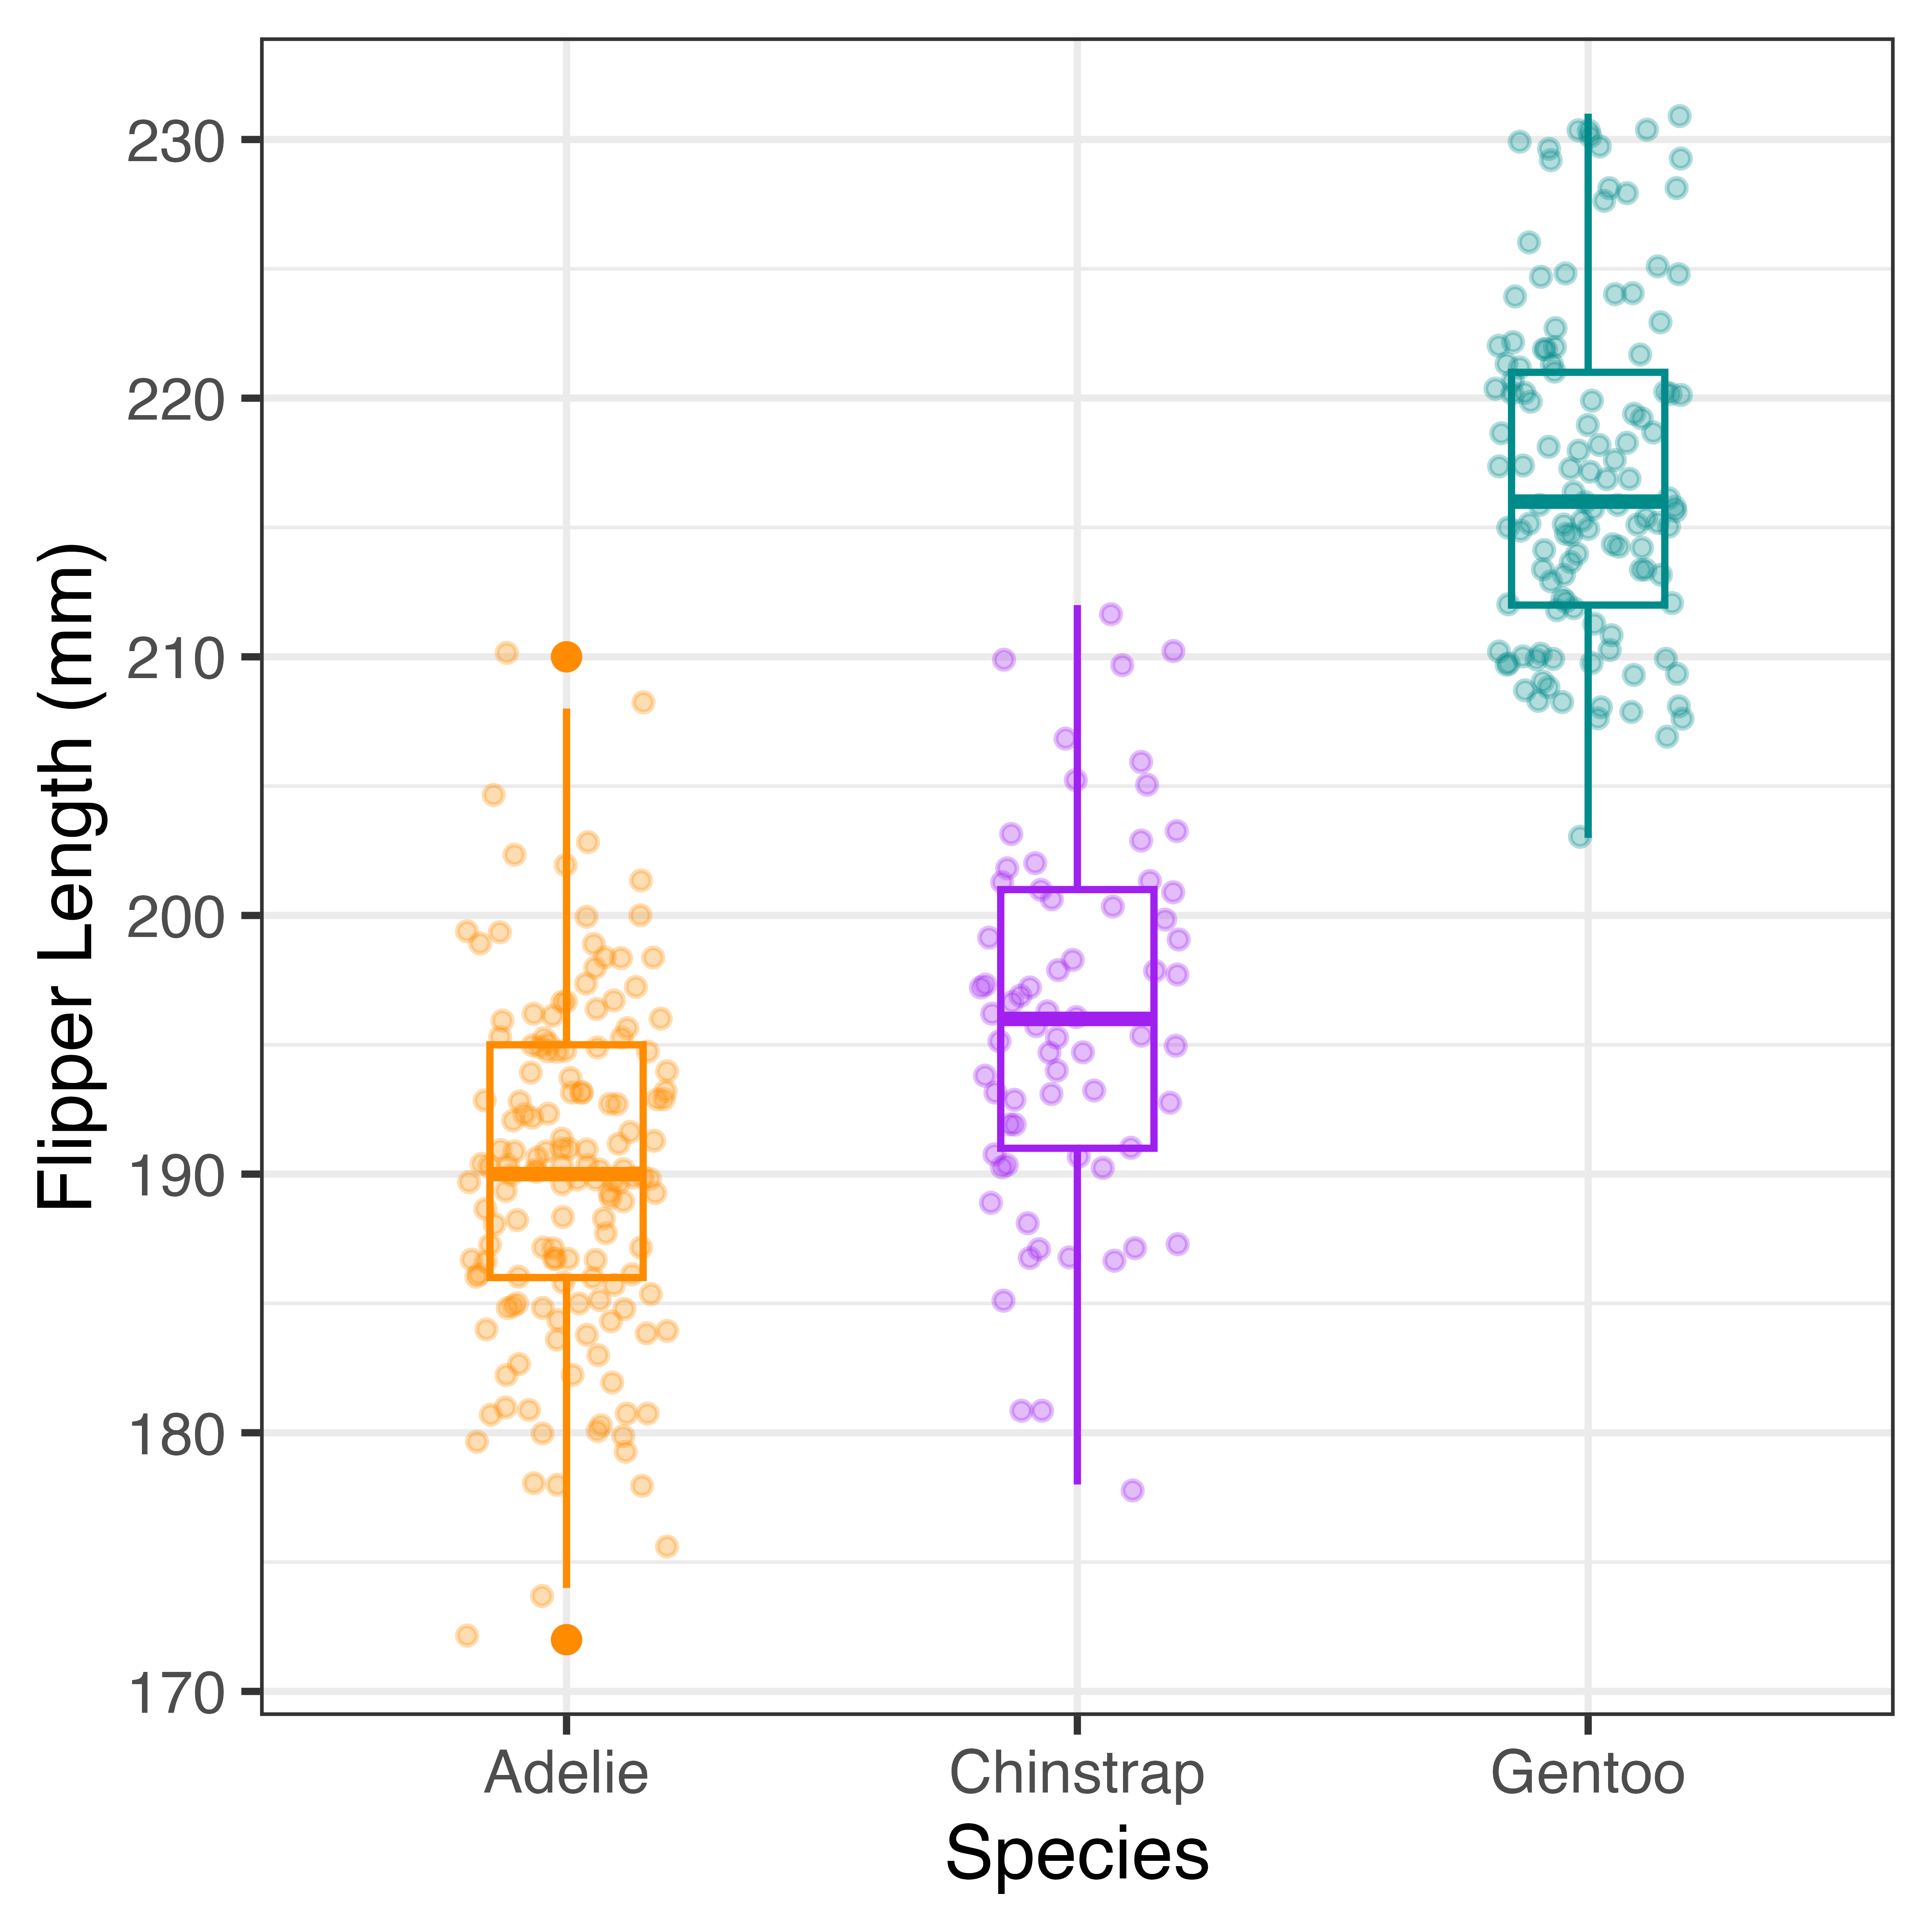 Flipper Length (mm)
230
220
210
200
190
180
170
Adelie Chinstrap Gentoo
Species